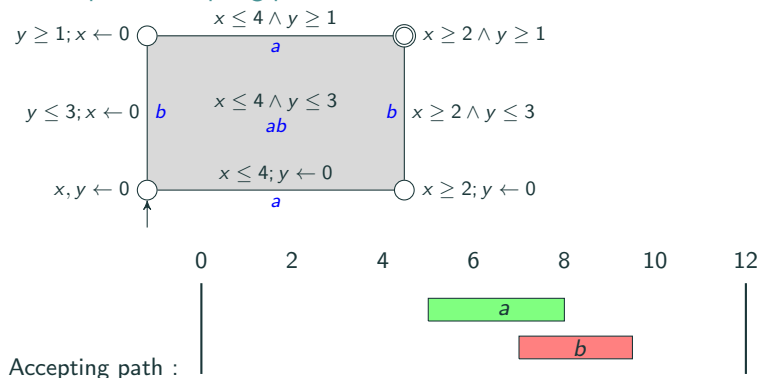 x ≤ 4 ∧ y ≥ 1
y ≥ 1; x ← 0
x ≥ 2 ∧ y ≥ 1
a
x ≤ 4 ∧ y ≤ 3
y ≤ 3; x ← 0
b
ab
b
x ≥ 2 ∧ y ≤ 3
x ≤ 4; y ← 0
x, y ← 0
x ≥ 2; y ← 0
a
0 2 4 6 8 10 12
a
b
Accepting path :